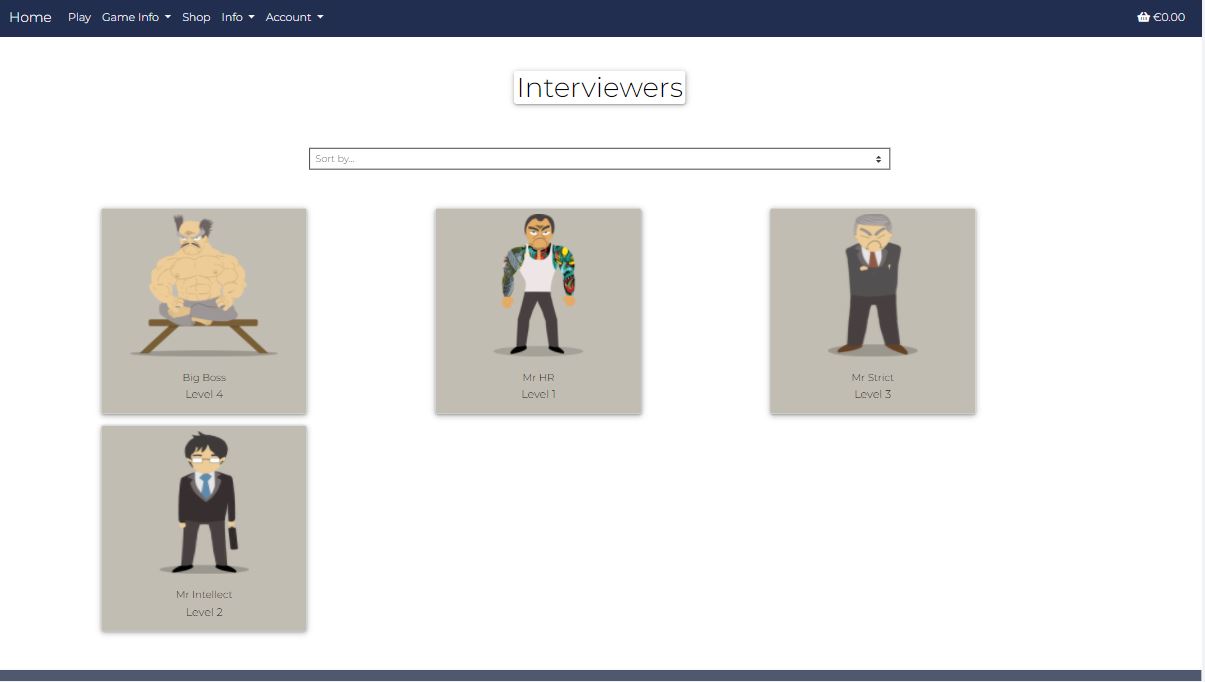 Home Play Game Info Shop Info Account €0.00
Interviewers
Sort by...
Big Boss
Level 4
Mr HR
Level 1
Mr Strict
Level 3
Mr Intellect
Level 2